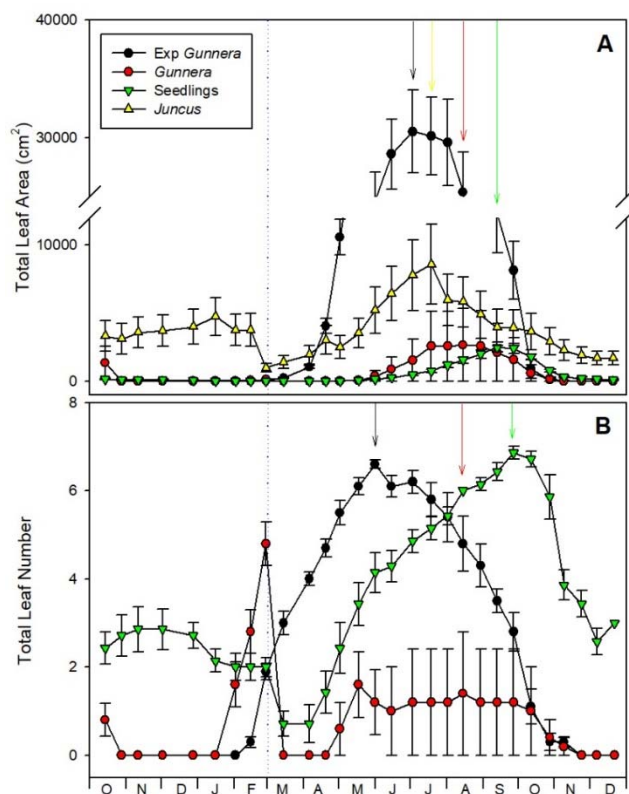 40000
A
Exp Gunnera
Gunnera
Seedlings
Juncus
30000
Total Leaf Area (cm²)
10000
0
8
B
6
4
Total Leaf Number
2
0
O N D J F M A M J J A S O N D